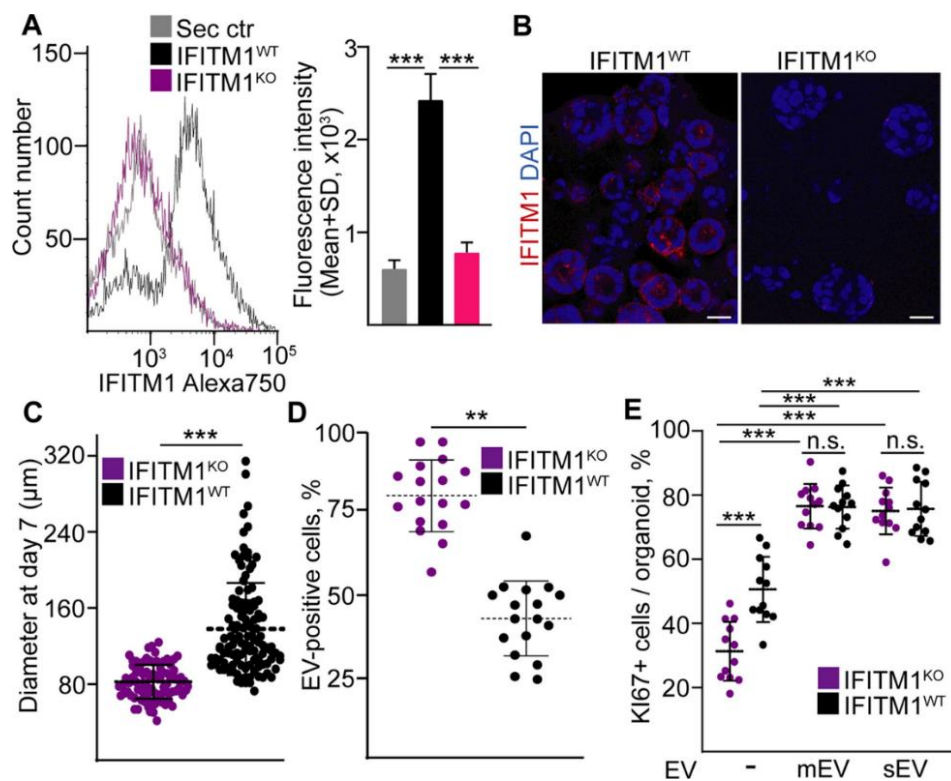 A
Sec ctr
IFITM1WT
IFITM1KO
150
100
50
Count number
10³
10⁴
10⁵
IFITM1 Alexa750
3
2
1
Fluorescence intensity
(Mean+SD, x10³)
***
***
B
IFITM1WT
IFITM1KO
IFITM1 DAPI
C
***
320
240
160
80
Diameter at day 7 (µm)
IFITM1KO
IFITM1WT
D
**
100
75
50
25
EV-positive cells, %
IFITM1KO
IFITM1WT
E
***
***
***
***
n.s.
n.s.
***
100
80
60
40
20
KI67+ cells / organoid, %
IFITM1KO
IFITM1WT
EV - mEV sEV